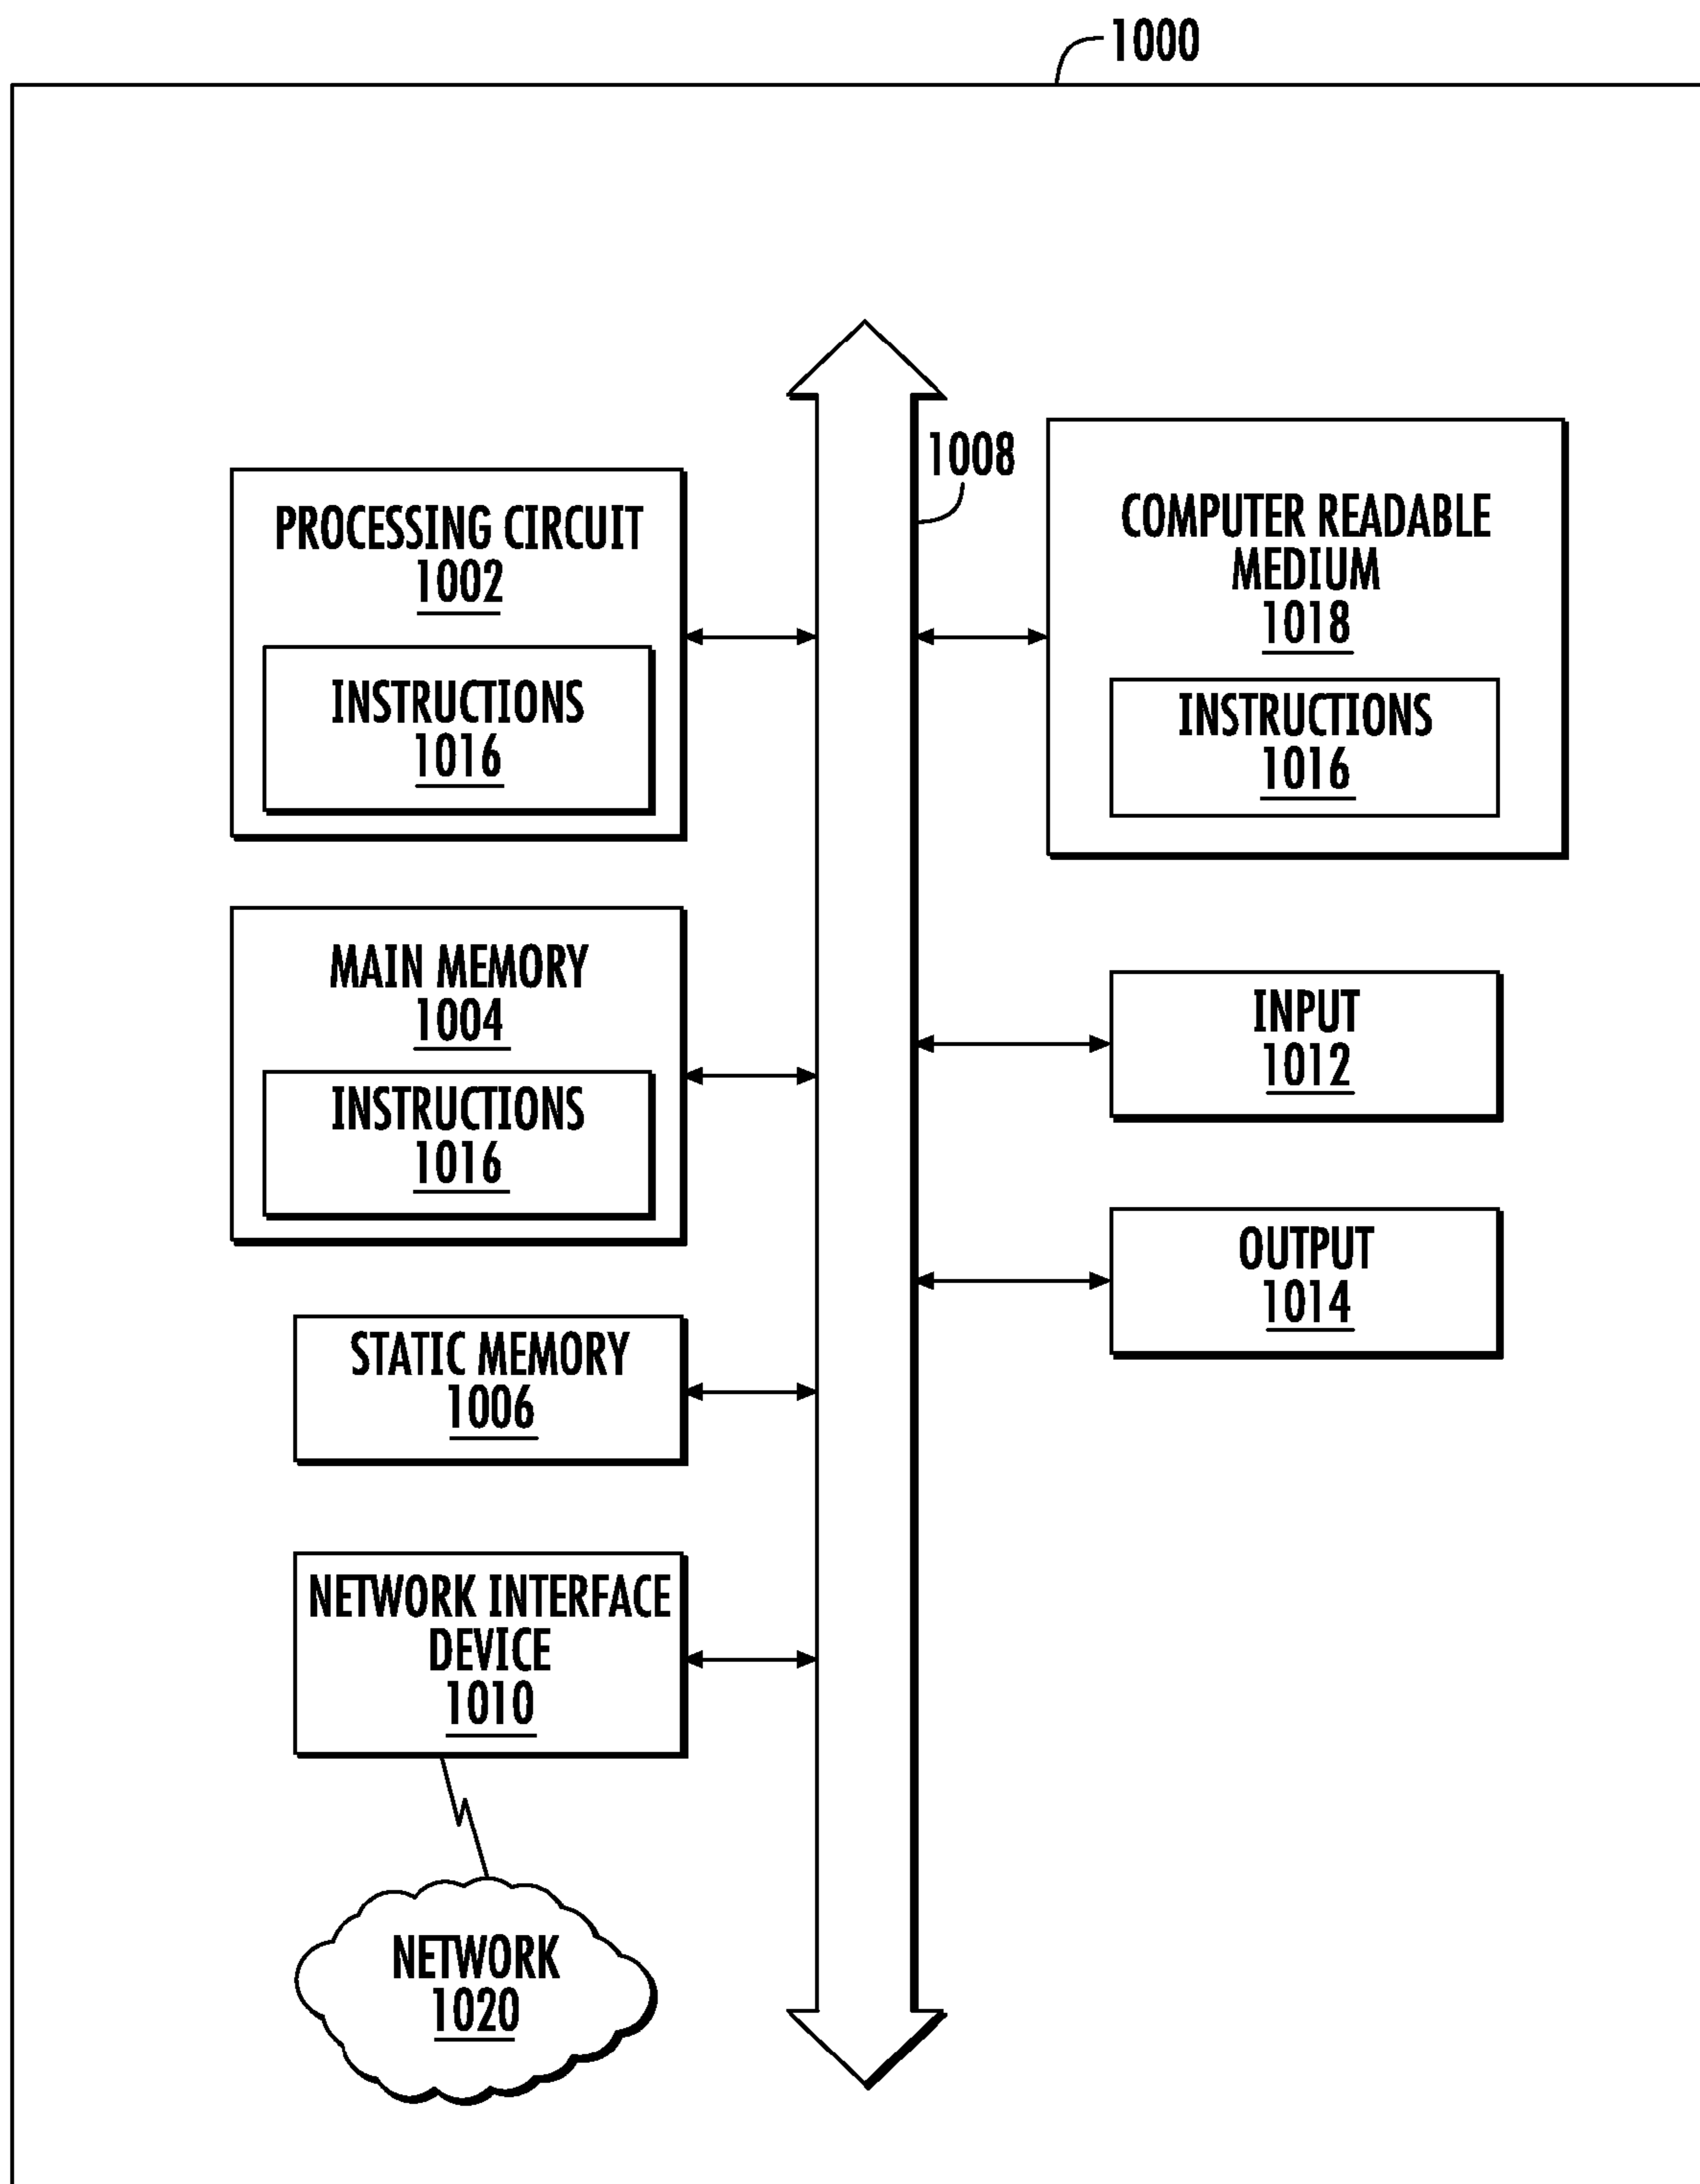 1000
1008
PROCESSING CIRCUIT
1002
INSTRUCTIONS
1016
MAIN MEMORY
1004
INSTRUCTIONS
1016
STATIC MEMORY
1006
NETWORK INTERFACE
DEVICE
1010
NETWORK
1020
COMPUTER READABLE
MEDIUM
1018
INSTRUCTIONS
1016
INPUT
1012
OUTPUT
1014